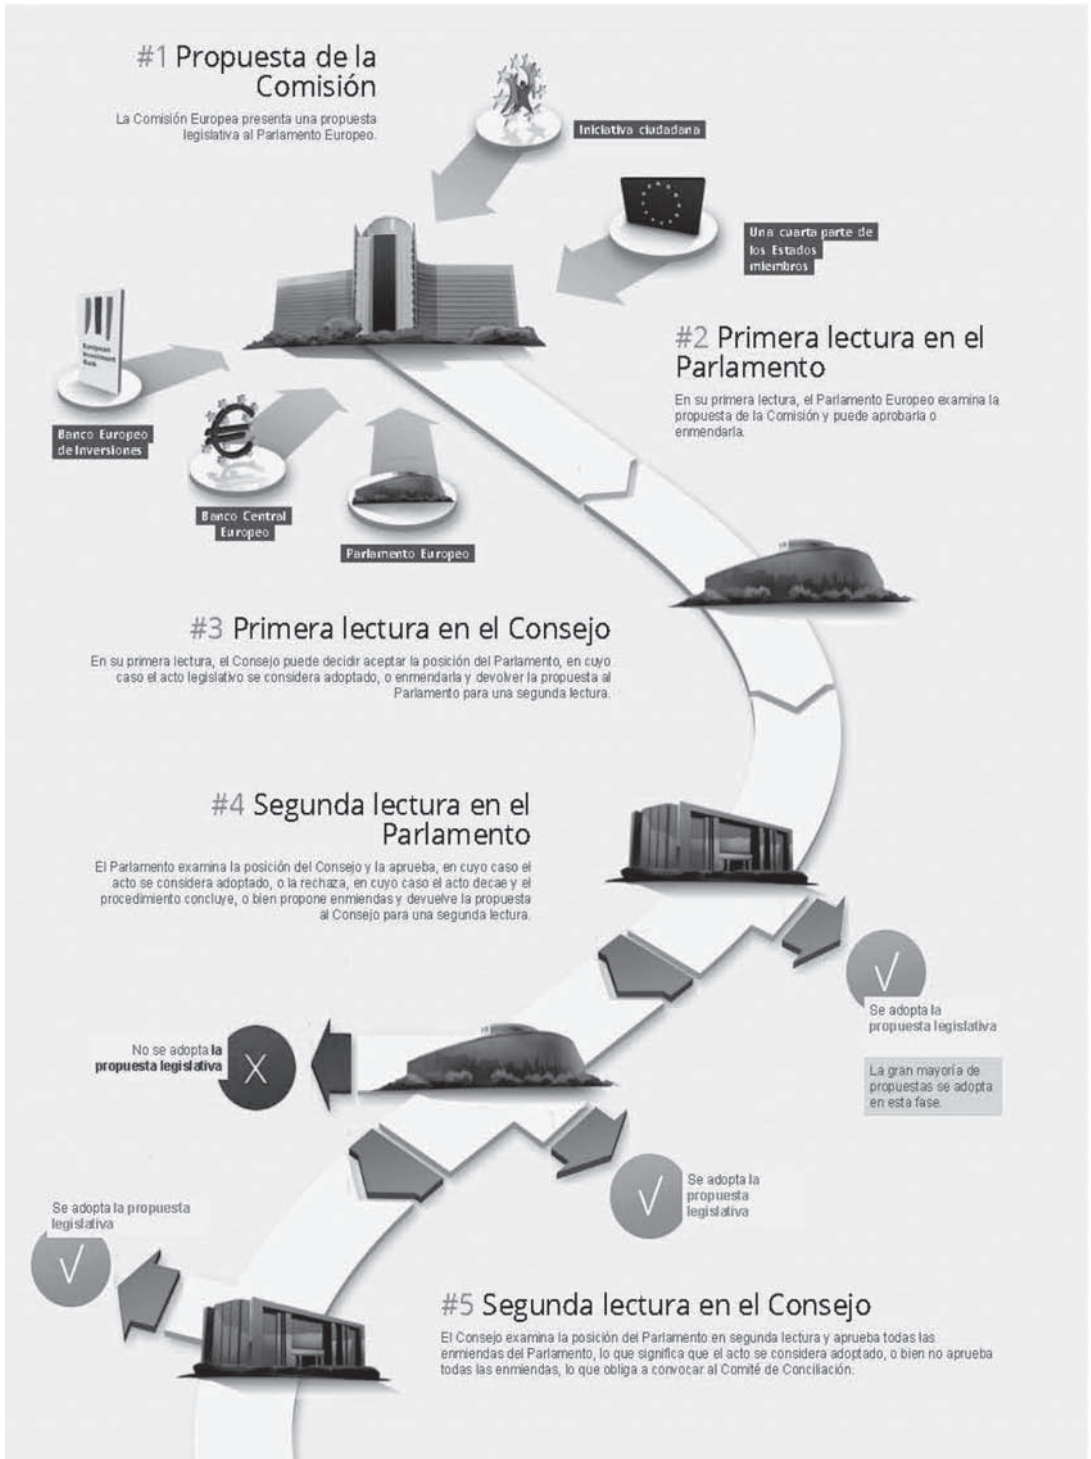 #1 Propuesta de la
Comisión
La Comisión Europea presenta una propuesta
legislativa al Parlamento Europeo.
Iniciativa ciudadana
Una cuarta parte de
los Estados
miembros
European
Investment
Bank
Banco Europeo
de Inversiones
Banco Central
Europeo
Parlamento Europeo
#2 Primera lectura en el
Parlamento
En su primera lectura, el Parlamento Europeo examina la
propuesta de la Comisión y puede aprobarla o
enmendarla.
#3 Primera lectura en el Consejo
En su primera lectura, el Consejo puede decidir aceptar la posición del Parlamento, en cuyo
caso el acto legislativo se considera adoptado, o enmendarla y devolver la propuesta al
Parlamento para una segunda lectura.
#4 Segunda lectura en el
Parlamento
El Parlamento examina la posición del Consejo y la aprueba, en cuyo caso el
acto se considera adoptado, o la rechaza, en cuyo caso el acto decae y el
procedimiento concluye, o bien propone enmiendas y devuelve la propuesta
al Consejo para una segunda lectura.
Se adopta la
propuesta legislativa
La gran mayoría de
propuestas se adopta
en esta fase.
No se adopta la
propuesta legislativa
X
Se adopta la
propuesta
legislativa
Se adopta la propuesta
legislativa
#5 Segunda lectura en el Consejo
El Consejo examina la posición del Parlamento en segunda lectura y aprueba todas las
enmiendas del Parlamento, lo que significa que el acto se considera adoptado, o bien no aprueba
todas las enmiendas, lo que obliga a convocar al Comité de Conciliación.